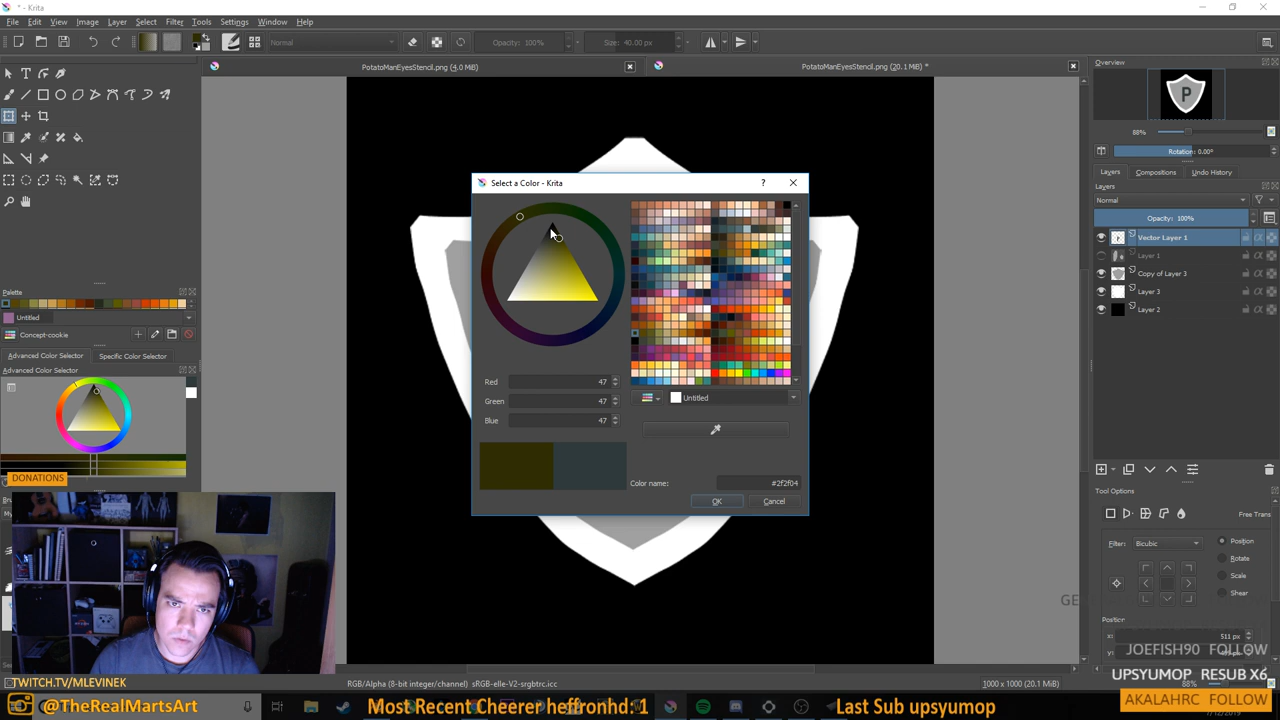 * - Krita
File Edit View Image Layer Select Filter Tools Settings Window Help
Normal Opacity: 100% Size: 40.00 px
PotatoManEyesStencil.png (4.0 MiB) PotatoManEyesStencil.png (20.1 MiB) *
Overview
P
88%
Rotation: 0.00°
Layers Compositions Undo History
Layers
Normal
Opacity: 100%
Vector Layer 1
Layer 1
Copy of Layer 3
Layer 3
Layer 2
Select a Color - Krita
?
Red 47
Green 47
Blue 47
Untitled
Color name: #2f2f04
OK Cancel
Palette
Untitled
Concept-cookie
Advanced Color Selector Specific Color Selector
Advanced Color Selector
DONATIONS
Tool Options
Free Trans
Filter: Bicubic
Position
Rotate
Scale
Shear
Position
x: 511 px
y:
JOEFISH90 FOLLOW
UPSYUMOP RESUB X6
AKALAHRC FOLLOW
TWITCH.TV/MLEVINEK
RGB/Alpha (8-bit integer/channel) sRGB-elle-V2-srgbtrc.icc
1000 x 1000 (20.1 MiB)
88%
@TheRealMartsArt
Most Recent Cheerer heffronhd: 1
Last Sub upsyumop